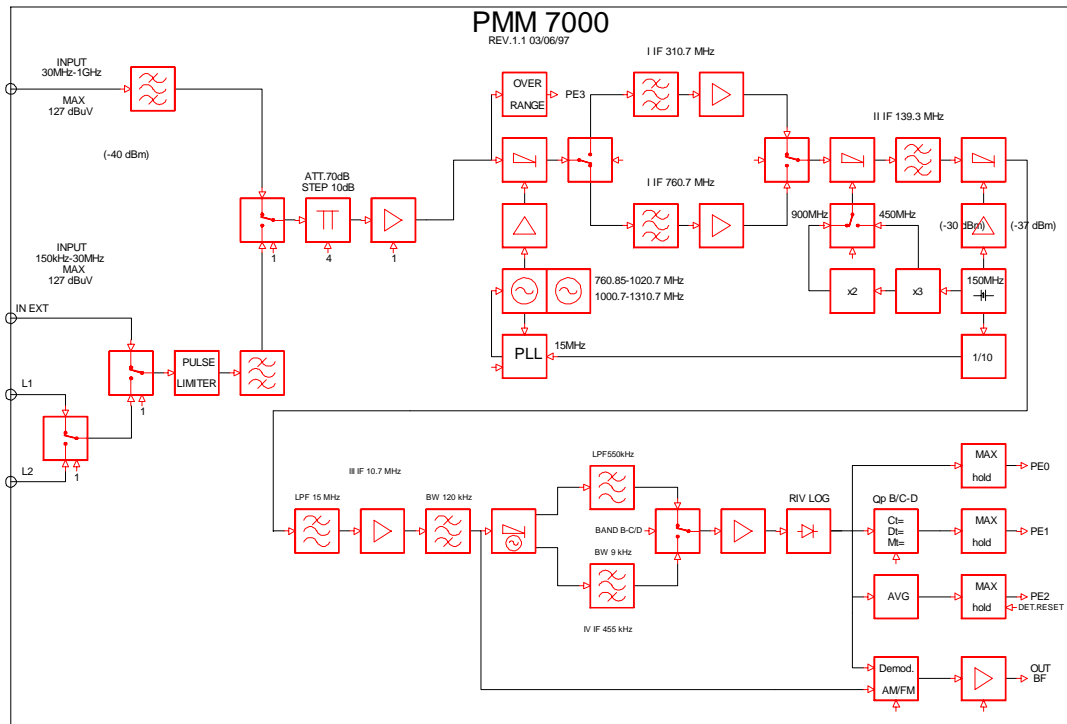 PMM 7000
REV.1.1 03/06/97
INPUT
30MHz-1GHz
MAX
127 dBuV
(-40 dBm)
ATT.70dB
STEP 10dB
1
4
1
OVER
RANGE
PE3
I IF 310.7 MHz
I IF 760.7 MHz
II IF 139.3 MHz
900MHz
450MHz
(-30 dBm)
(-37 dBm)
760.85-1020.7 MHz
1000.7-1310.7 MHz
x2
x3
150MHz
PLL
15MHz
1/10
INPUT
150kHz-30MHz
MAX
127 dBuV
IN EXT
PULSE
LIMITER
1
L1
L2
1
III IF 10.7 MHz
LPF 15 MHz
BW 120 kHz
LPF550kHz
BAND B-C/D
BW 9 kHz
IV IF 455 kHz
RIV LOG
Qp B/C-D
Ct=
Dt=
Mt=
AVG
MAX
hold
PE0
MAX
hold
PE1
MAX
hold
PE2
DET.RESET
Demod.
AM/FM
OUT
BF